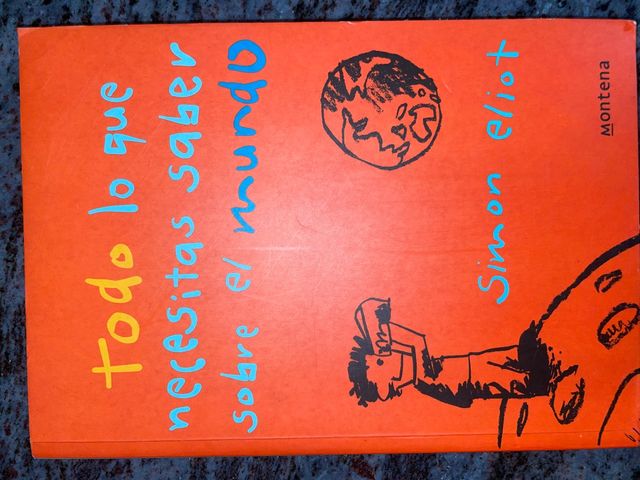 todo lo que
necesitas saber
sobre el mundo
simon eliot
Montena